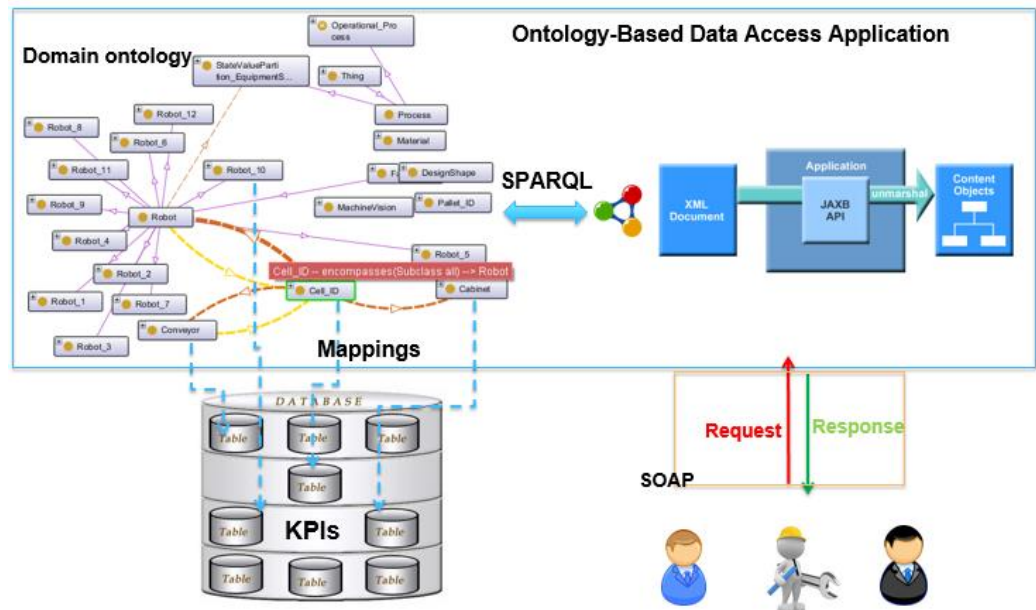 Ontology-Based Data Access Application
Domain ontology
Operational_Pro
cess
StateValueParti
tion_EquipmentS...
Thing
Process
Material
Robot_12
Robot_8
Robot_6
Robot_11
Robot_10
DesignShape
Robot_9
MachineVision
Pallet_ID
Robot
Robot_4
Robot_5
Robot_2
Cell_ID -- encompasses(Subclass all) --> Robot
Robot_1
Robot_7
Cell_ID
Cabinet
Conveyor
Robot_3
Mappings
SPARQL
XML
Document
Application
JAXB
API
unmarshal
Content
Objects
DATABASE
Table
Table
Table
Table
Table
KPIs
Table
Table
Table
Table
Request
Response
SOAP